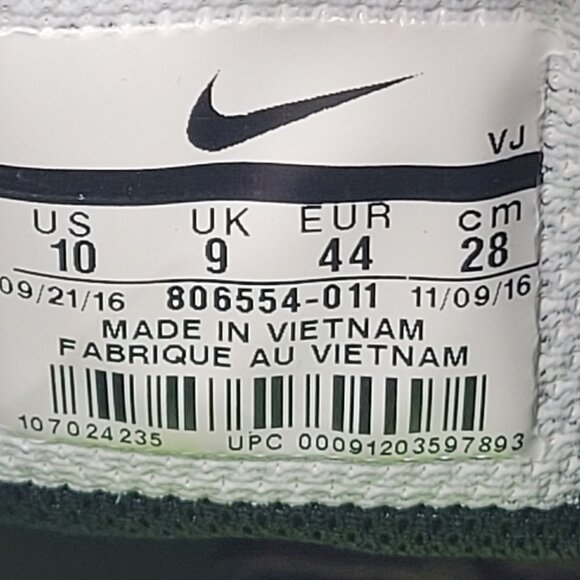 VJ
US UK EUR cm
10 9 44 28
09/21/16 806554-011 11/09/16
MADE IN VIETNAM
FABRIQUE AU VIETNAM
107024235 UPC 00091203597893